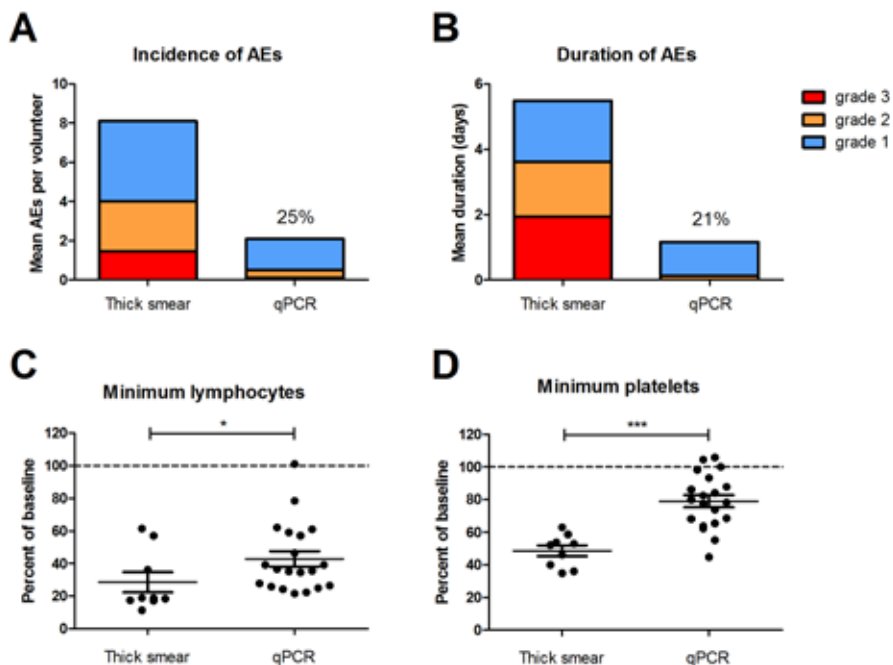 A
Incidence of AEs
Mean AEs per volunteer
10
8
6
4
2
0
25%
Thick smear
qPCR
B
Duration of AEs
Mean duration (days)
6
4
2
0
21%
Thick smear
qPCR
grade 3
grade 2
grade 1
C
Minimum lymphocytes
Percent of baseline
120
100
80
60
40
20
0
*
Thick smear
qPCR
D
Minimum platelets
Percent of baseline
120
100
80
60
40
20
0
***
Thick smear
qPCR